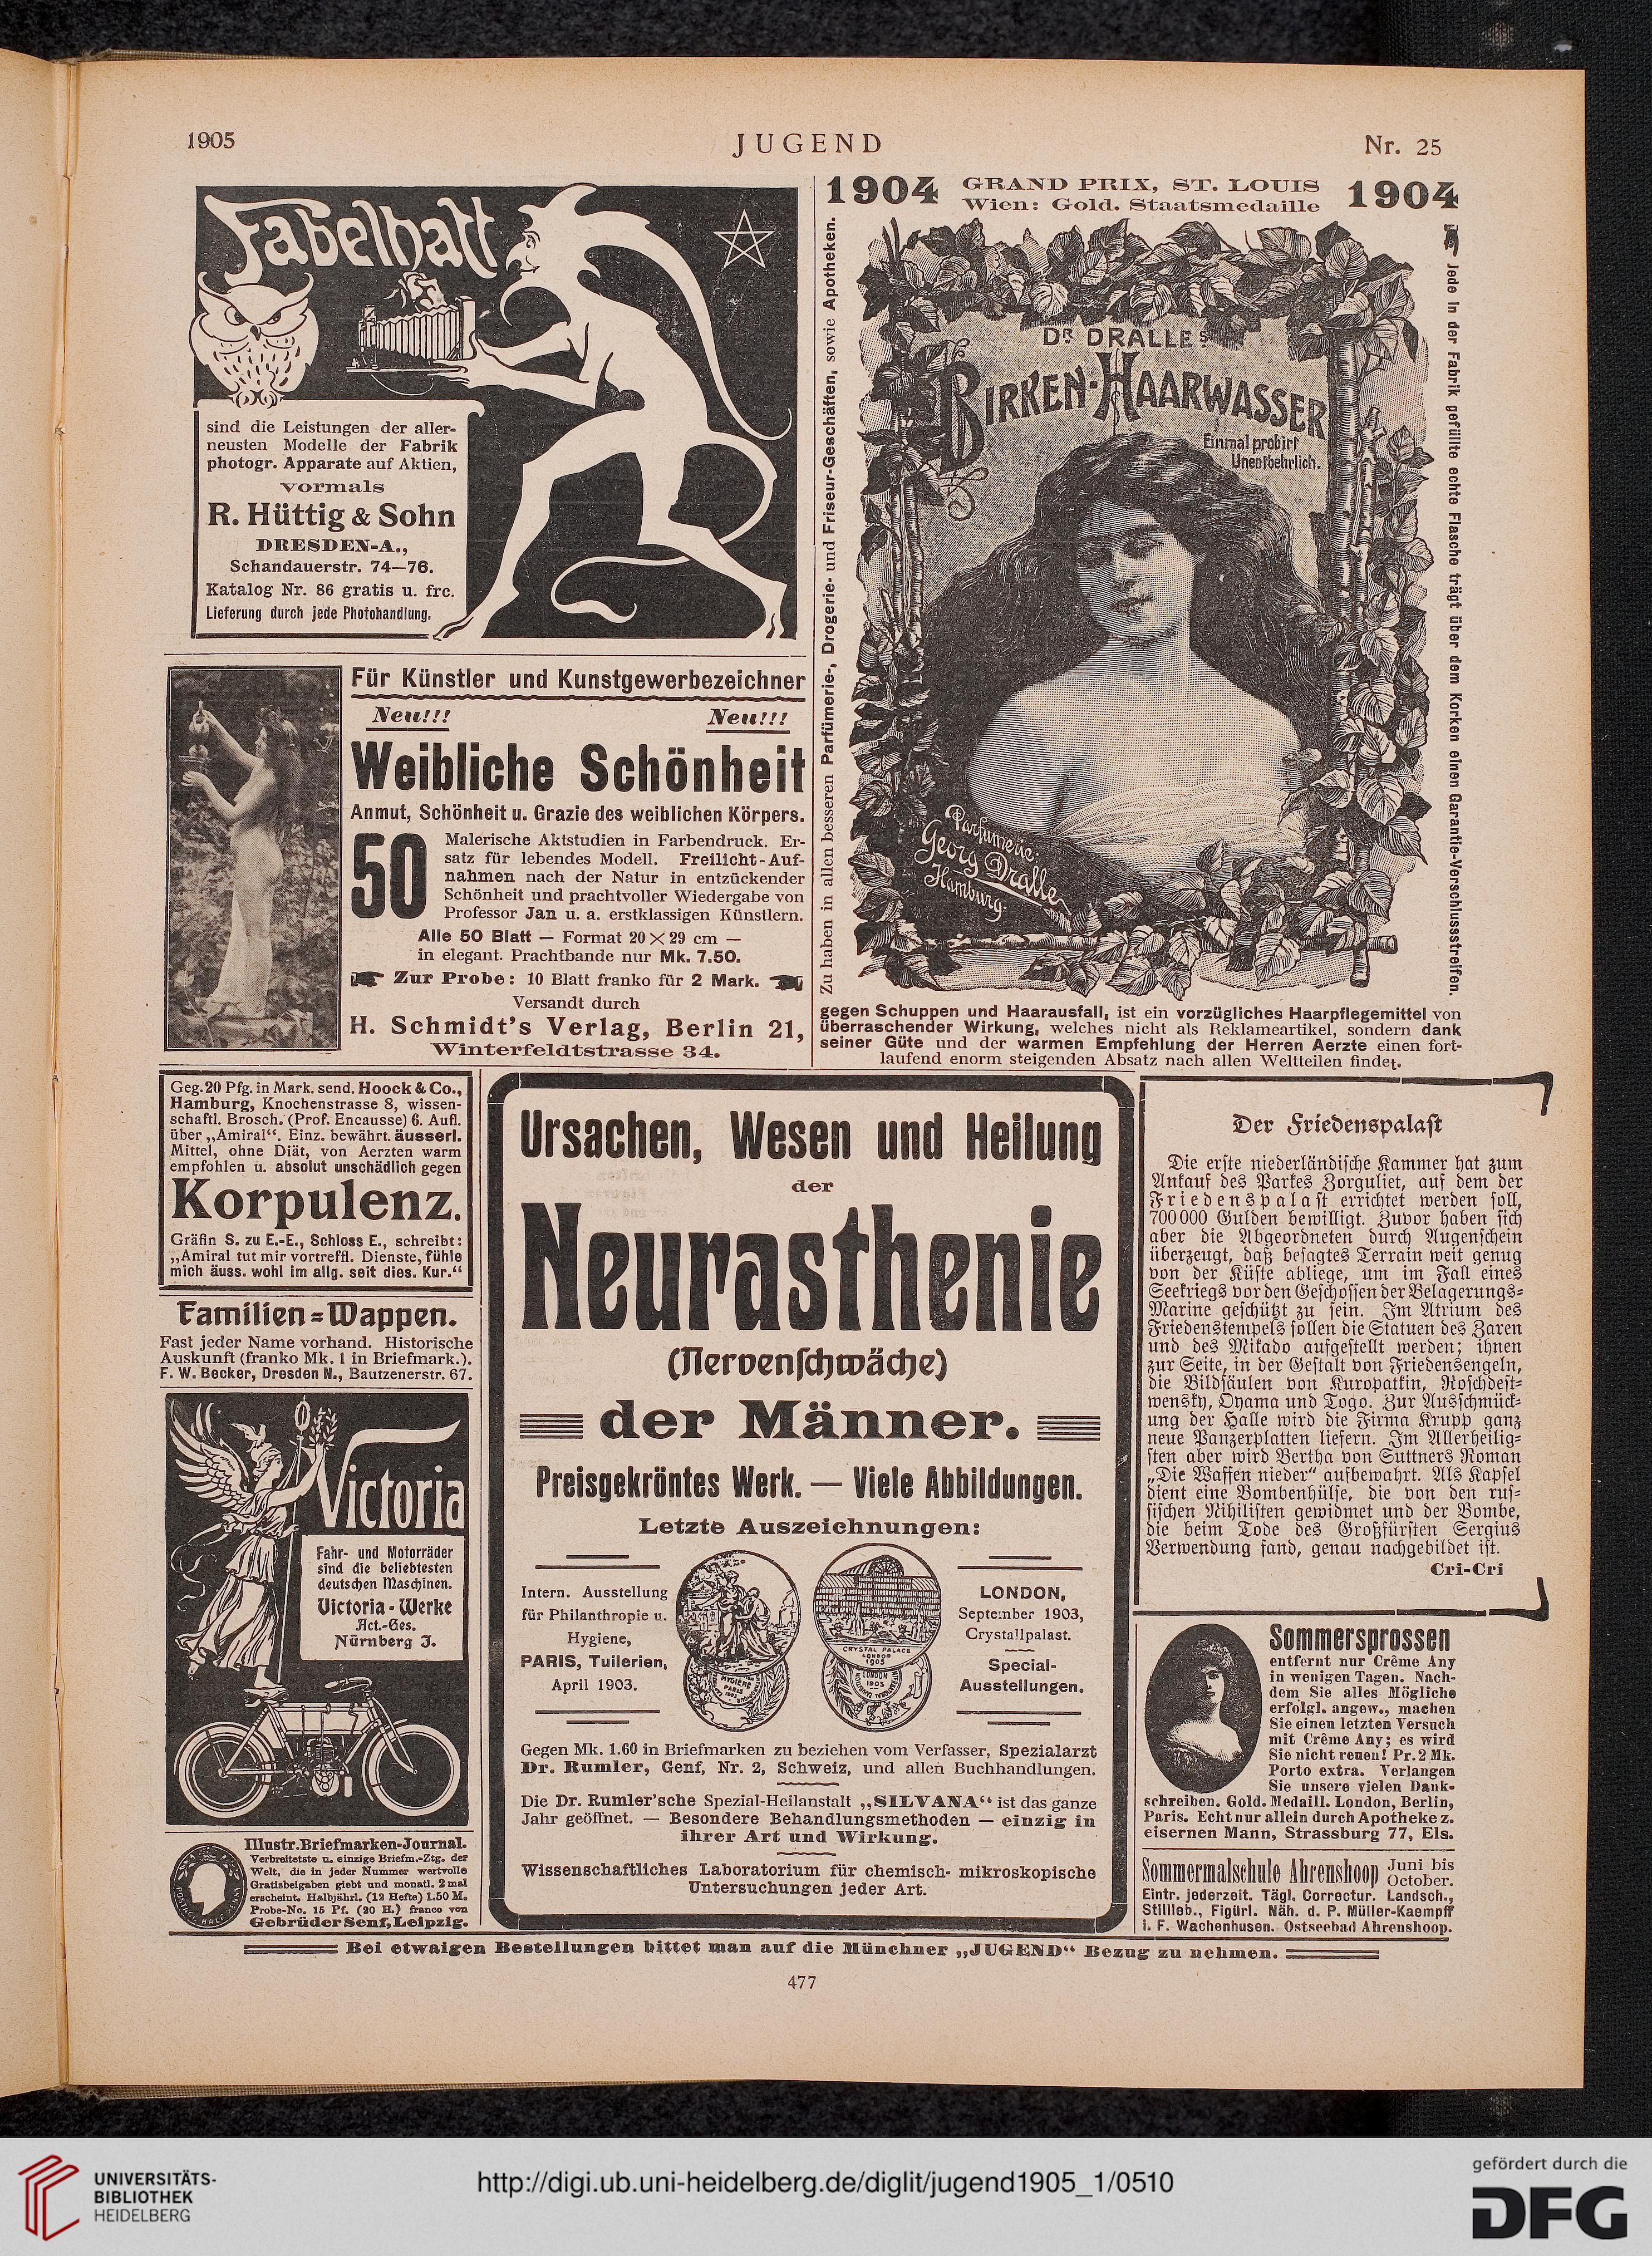 1905
JUGEND
Nr. 25
Fabelhaft
sind die Leistungen der aller-
neusten Modelle der Fabrik
photogr. Apparate auf Aktien,
vormals
R. Hüttig & Sohn
DRESDEN-A.,
Schandauerstr. 74—76.
Katalog Nr. 86 gratis u. frc.
Lieferung durch jede Photohandlung.
Für Künstler und Kunstgewerbezeichner
Neu!!! Neu!!!
Weibliche Schönheit
Anmut, Schönheit u. Grazie des weiblichen Körpers.
50
Malerische Aktstudien in Farbendruck. Er-
satz für lebendes Modell. Freilicht-Auf-
nahmen nach der Natur in entzückender
Schönheit und prachtvoller Wiedergabe von
Professor Jan u. a. erstklassigen Künstlern.
Alle 50 Blatt — Format 20×29 cm —
in elegant. Prachtbande nur Mk. 7.50.
Zur Probe: 10 Blatt franko für 2 Mark.
Versandt durch
H. Schmidt's Verlag, Berlin 21,
Winterfeldtstrasse 34.
1904 GRAND PRIX, ST. LOUIS 1904
Wien: Gold. Staatsmedaille
Zu haben in allen besseren Parfümerie-, Drogerie- und Friseur-Geschäften, sowie Apotheken.
DR DRALLES
BIRKEN-HAARWASSER
Einmal probirt
Unentbehrlich.
Parfumerie:
Georg Dralle,
Hamburg.
Jede in der Fabrik gefüllte echte Flasche trägt über dem Korken einen Garantie-Verschlussstreifen.
gegen Schuppen und Haarausfall, ist ein vorzügliches Haarpflegemittel von
überraschender Wirkung, welches nicht als Reklameartikel, sondern dank
seiner Güte und der warmen Empfehlung der Herren Aerzte einen fort-
laufend enorm steigenden Absatz nach allen Weltteilen findet.
Geg. 20 Pfg. in Mark. send. Hoock & Co.,
Hamburg, Knochenstrasse 8, wissen-
schaftl. Brosch. (Prof. Encausse) 6. Aufl.
über „Amiral“. Einz. bewährt. äusserl.
Mittel, ohne Diät, von Aerzten warm
empfohlen u. absolut unschädlich gegen
Korpulenz.
Gräfin S. zu E.-E., Schloss E., schreibt:
„Amiral tut mir vortreffl. Dienste, fühle
mich äuss. wohl im allg. seit dies. Kur.“
Familien=Wappen.
Fast jeder Name vorhand. Historische
Auskunft (franko Mk. 1 in Briefmark.).
F. W. Becker, Dresden N., Bautzenerstr. 67.
Victoria
Fahr- und Motorräder
sind die beliebtesten
deutschen Maschinen.
Victoria - Werke
Act.-Ges.
Nürnberg J.
Illustr. Briefmarken-Journal.
Verbreitetste u. einzige Briefm.-Ztg. der
Welt, die in jeder Nummer wertvolle
Gratisbeigaben giebt und monatl. 2 mal
erscheint. Halbjährl. (12 Hefte) 1.50 M.
Probe-No. 15 Pf. (20 H.) franco von
Gebrüder Senf, Leipzig.
Ursachen, Wesen und Heilung
der
Neurasthenie
(Nervenschwäche)
der Männer.
Preisgekröntes Werk. — Viele Abbildungen.
Letzte Auszeichnungen:
Intern. Ausstellung
für Philanthropie u.
Hygiene,
PARIS, Tuilerien,
April 1903.
CRYSTAL PALACE
LONDON
1903
HYGIENE
PARIS
LONDON
1903
LONDON,
September 1903,
Crystallpalast.
Special-
Ausstellungen.
Gegen Mk. 1.60 in Briefmarken zu beziehen vom Verfasser, Spezialarzt
Dr. Rumler, Genf, Nr. 2, Schweiz, und allen Buchhandlungen.
Die Dr. Rumler'sche Spezial-Heilanstalt „SILVANA“ ist das ganze
Jahr geöffnet. — Besondere Behandlungsmethoden — einzig in
ihrer Art und Wirkung.
Wissenschaftliches Laboratorium für chemisch- mikroskopische
Untersuchungen jeder Art.
Der Friedenspalast
Die erste niederländische Kammer hat zum
Ankauf des Parkes Zorguliet, auf dem der
Friedenspalast errichtet werden soll,
700000 Gulden bewilligt. Zuvor haben sich
aber die Abgeordneten durch Augenschein
überzeugt, daß besagtes Terrain weit genug
von der Küste abliege, um im Fall eines
Seekriegs vor den Geschossen der Belagerungs=
Marine geschützt zu sein. Im Atrium des
Friedenstempels sollen die Statuen des Zaren
und des Mikado aufgestellt werden; ihnen
zur Seite, in der Gestalt von Friedensengeln,
die Bildsäulen von Kuropatkin, Roschdest=
wensky, Oyama und Togo. Zur Ausschmück=
ung der Halle wird die Firma Krupp ganz
neue Panzerplatten liefern. Im Allerheilig=
sten aber wird Bertha von Suttners Roman
„Die Waffen nieder“ aufbewahrt. Als Kapsel
dient eine Bombenhülse, die von den rus=
sischen Nihilisten gewidmet und der Bombe,
die beim Tode des Großfürsten Sergius
Verwendung fand, genau nachgebildet ist.
Cri-Cri
Sommersprossen
entfernt nur Crême Any
in wenigen Tagen. Nach-
dem Sie alles Mögliche
erfolgl. angew., machen
Sie einen letzten Versuch
mit Crême Any; es wird
Sie nicht reuen! Pr. 2 Mk.
Porto extra. Verlangen
Sie unsere vielen Dank-
schreiben. Gold. Medaill. London, Berlin,
Paris. Echt nur allein durch Apotheke z.
eisernen Mann, Strassburg 77, Els.
Sommermalschule Ahrenshoop Juni bis
October.
Eintr. jederzeit. Tägl. Correctur. Landsch.,
Stillleb., Figürl. Näh. d. P. Müller-Kaempff
i. F. Wachenhusen. Ostseebad Ahrenshoop.
Bei etwaigen Bestellungen bittet man auf die Münchner „JUGEND“ Bezug zu nehmen.
477
UNIVERSITÄTS-
BIBLIOTHEK
HEIDELBERG
http://digi.ub.uni-heidelberg.de/diglit/jugend1905_1/0510
gefördert durch die
DFG